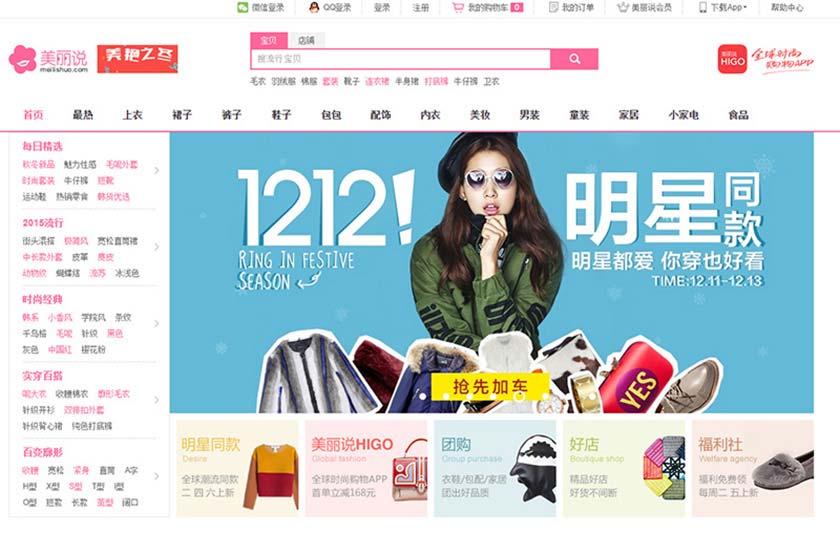 微信登录 QQ登录 登录 注册 我的购物车 0 我的订单 美丽说会员 下载App 帮助中心
美丽说
meilishuo.com
美抱之冬
宝贝 店铺
搜流行宝贝
美丽说
HIGO
全球时尚
购物APP
毛衣 羽绒服 棉服 套装 靴子 连衣裙 半身裙 打底裤 牛仔裤 卫衣
首页 最热 上衣 裙子 裤子 鞋子 包包 配饰 内衣 美妆 男装 童装 家居 小家电 食品
每日精选
秋冬新品 魅力性感 毛呢外套
时尚套装 牛仔裤 短靴
运动鞋 热销零食 韩货优选
2015流行
街头混搭 极简风 宽松直筒裙
中长款外套 皮革 麂皮
动物纹 蝴蝶结 流苏 冰浅色
时尚经典
韩系 小香风 学院风 条纹
千鸟格 毛呢 针织 黑色
灰色 中国红 提花纱
实穿百搭
呢大衣 收腰棉衣 廓形毛衣
针织开衫 双排扣外套
针织背心裙 纯色打底裤
百变廓形
收腰 宽松 紧身 直筒 A字
H型 X型 S型 T型 I型
O型 短款 长款 茧型 阔口
1212!
RING IN FESTIVE
SEASON
明星同款
明星都爱 你穿也好看
TIME:12.11-12.13
YES
抢先加车
明星同款
Desire
全球潮流同款
二 四 六上新
美丽说HIGO
Global fashion
全球时尚购物APP
首单立减168元
团购
Group purchase
衣鞋/包配/家居
团出好品质
好店
Boutique shop
精品好店
好货不间断
福利社
Welfare agency
福利免费领
每周二 五上新